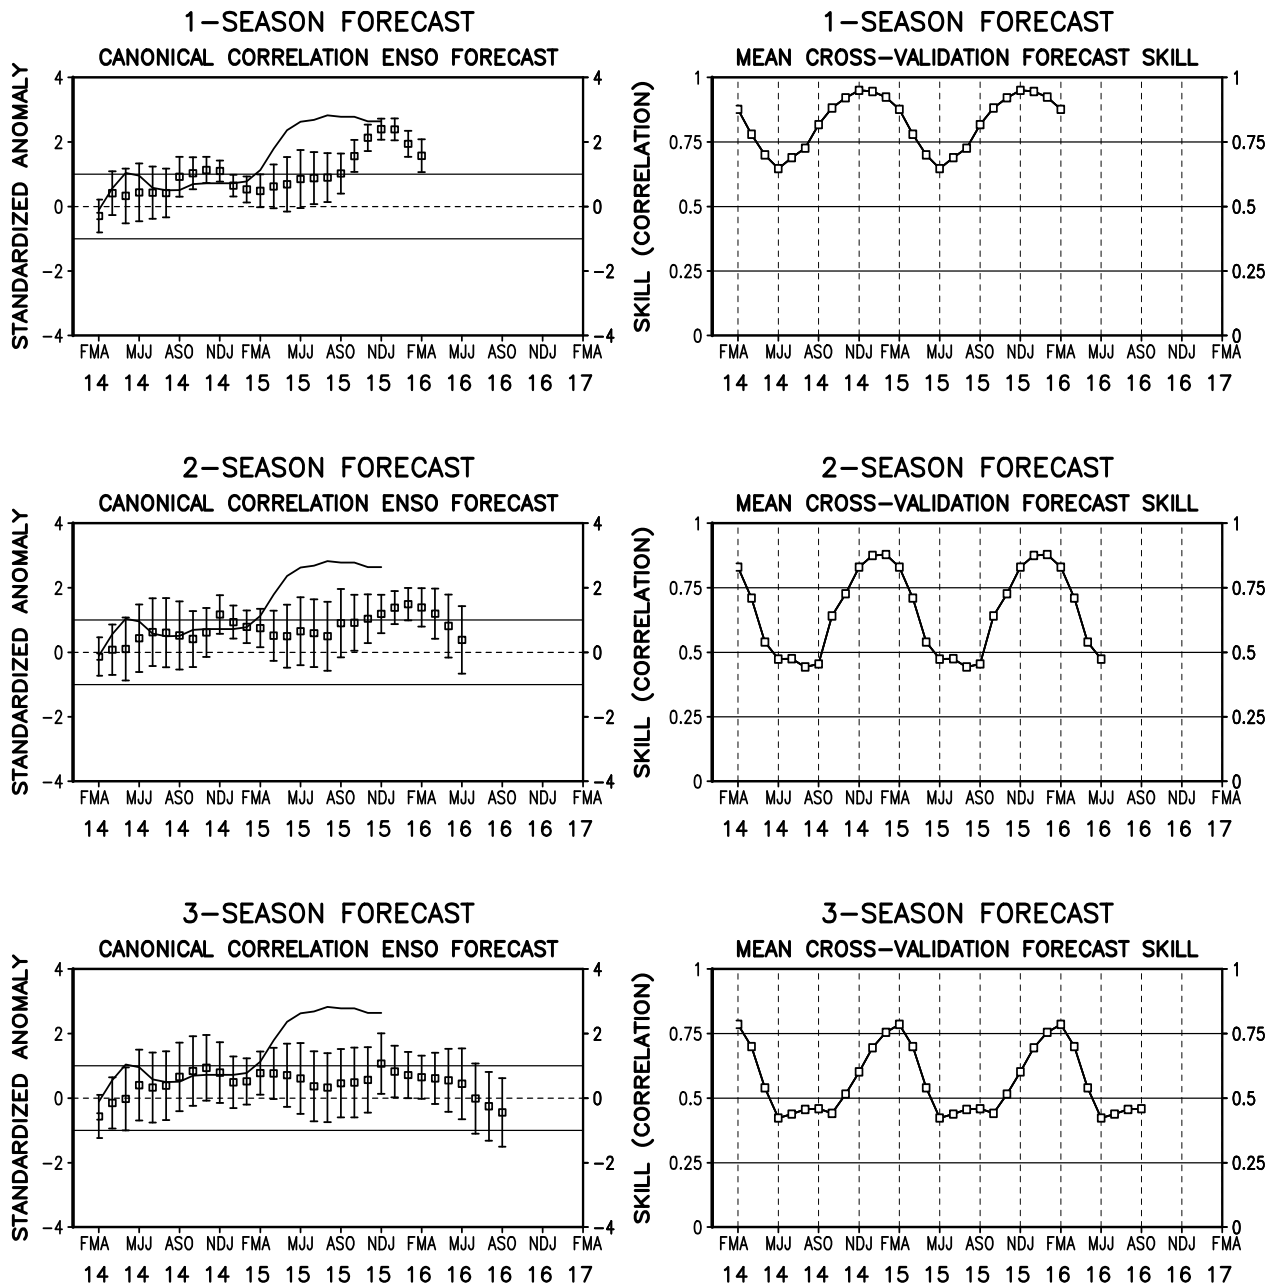 1-SEASON FORECAST
CANONICAL CORRELATION ENSO FORECAST
STANDARDIZED ANOMALY
4 4
2 2
0 0
-2 -2
-4 -4
FMA MJJ ASO NDJ FMA MJJ ASO NDJ FMA MJJ ASO NDJ FMA
14 14 14 14 15 15 15 15 16 16 16 16 17
1-SEASON FORECAST
MEAN CROSS-VALIDATION FORECAST SKILL
SKILL (CORRELATION)
1 1
0.75 0.75
0.5 0.5
0.25 0.25
0 0
FMA MJJ ASO NDJ FMA MJJ ASO NDJ FMA MJJ ASO NDJ FMA
14 14 14 14 15 15 15 15 16 16 16 16 17
2-SEASON FORECAST
CANONICAL CORRELATION ENSO FORECAST
STANDARDIZED ANOMALY
4 4
2 2
0 0
-2 -2
-4 -4
FMA MJJ ASO NDJ FMA MJJ ASO NDJ FMA MJJ ASO NDJ FMA
14 14 14 14 15 15 15 15 16 16 16 16 17
2-SEASON FORECAST
MEAN CROSS-VALIDATION FORECAST SKILL
SKILL (CORRELATION)
1 1
0.75 0.75
0.5 0.5
0.25 0.25
0 0
FMA MJJ ASO NDJ FMA MJJ ASO NDJ FMA MJJ ASO NDJ FMA
14 14 14 14 15 15 15 15 16 16 16 16 17
3-SEASON FORECAST
CANONICAL CORRELATION ENSO FORECAST
STANDARDIZED ANOMALY
4 4
2 2
0 0
-2 -2
-4 -4
FMA MJJ ASO NDJ FMA MJJ ASO NDJ FMA MJJ ASO NDJ FMA
14 14 14 14 15 15 15 15 16 16 16 16 17
3-SEASON FORECAST
MEAN CROSS-VALIDATION FORECAST SKILL
SKILL (CORRELATION)
1 1
0.75 0.75
0.5 0.5
0.25 0.25
0 0
FMA MJJ ASO NDJ FMA MJJ ASO NDJ FMA MJJ ASO NDJ FMA
14 14 14 14 15 15 15 15 16 16 16 16 17